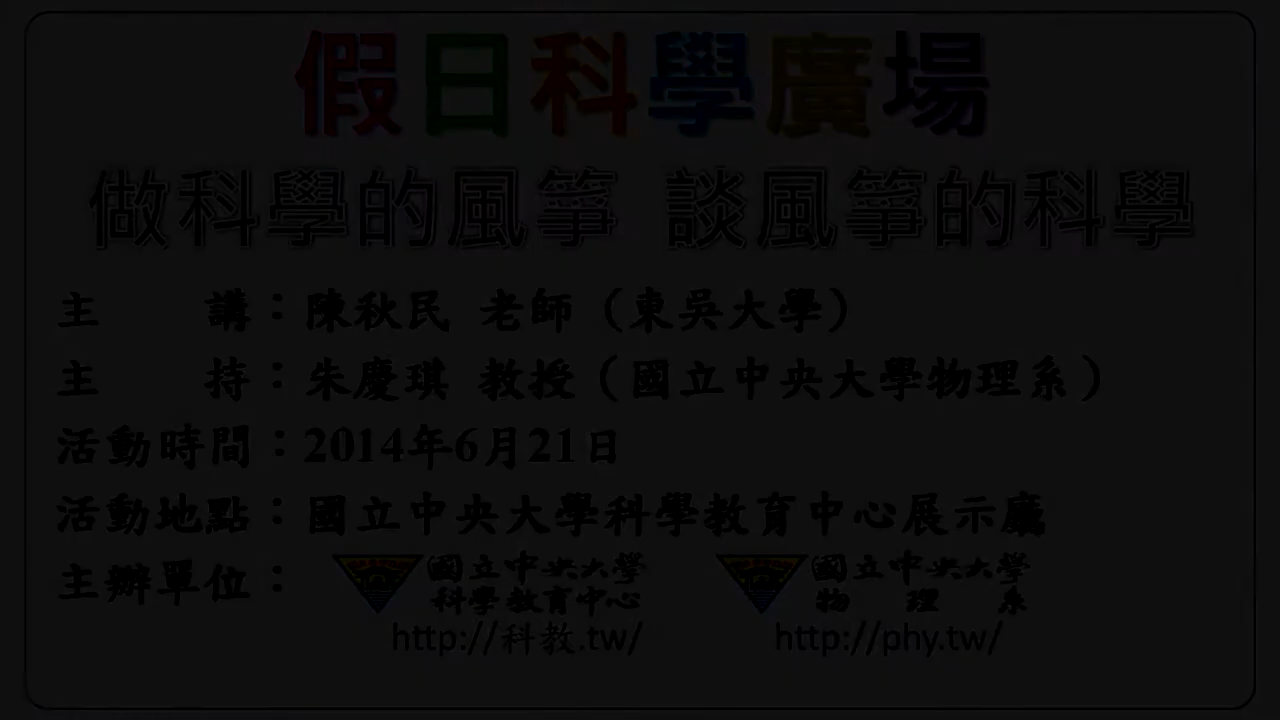 假日科學廣場
做科學的風箏 談風箏的科學
主 講：陳秋民 老師（東吳大學）
主 持：朱慶琪 教授（國立中央大學物理系）
活動時間：2014年6月21日
活動地點：國立中央大學科學教育中心展示廳
主辦單位：
國立中央大學
科學教育中心
http://科教.tw/
國立中央大學
物 理 系
http://phy.tw/